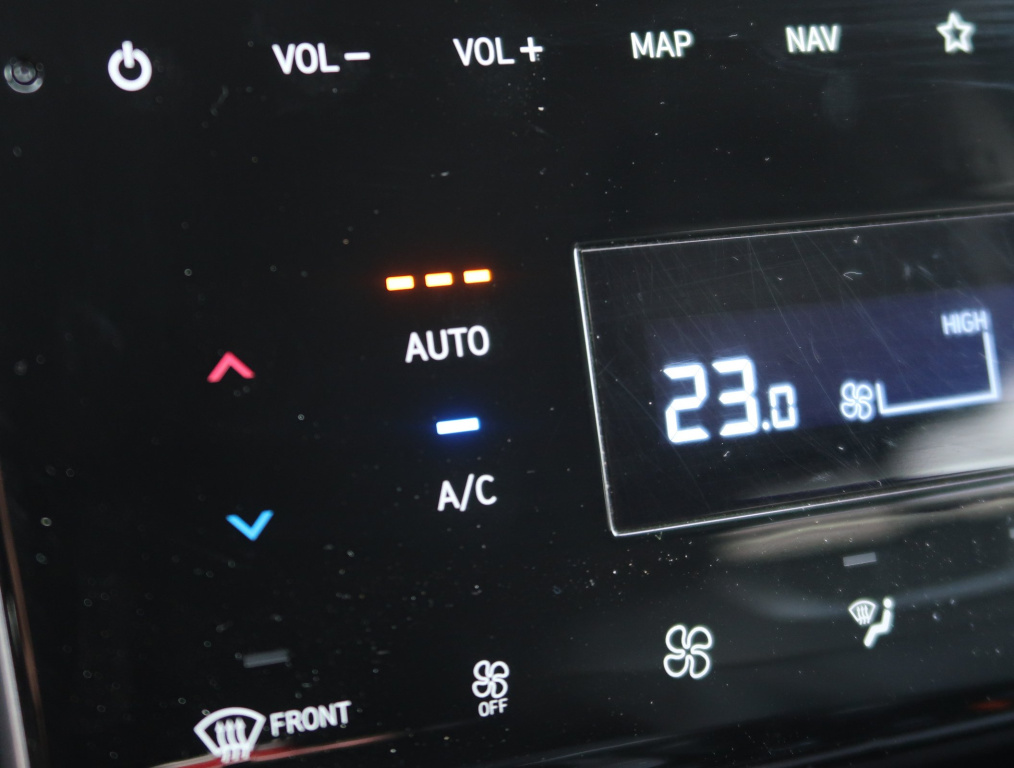 VOL－ VOL＋ MAP NAV
AUTO
HIGH
23.0
A/C
OFF
FRONT